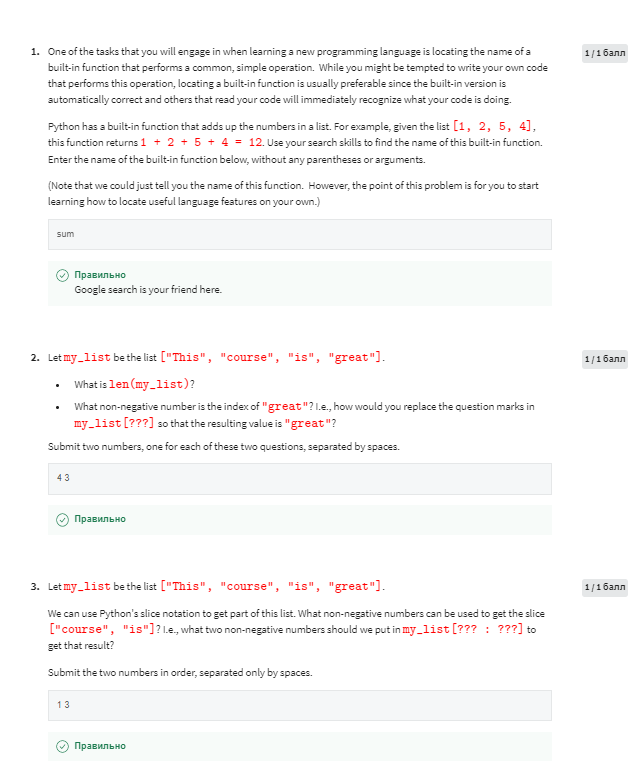 1. One of the tasks that you will engage in when learning a new programming language is locating the name of a
1 / 1 балл
built-in function that performs a common, simple operation. While you might be tempted to write your own code
that performs this operation, locating a built-in function is usually preferable since the built-in version is
automatically correct and others that read your code will immediately recognize what your code is doing.
Python has a built-in function that adds up the numbers in a list. For example, given the list [1, 2, 5, 4],
this function returns 1 + 2 + 5 + 4 = 12. Use your search skills to find the name of this built-in function.
Enter the name of the built-in function below, without any parentheses or arguments.
(Note that we could just tell you the name of this function. However, the point of this problem is for you to start
learning how to locate useful language features on your own.)
sum
Правильно
Google search is your friend here.
2. Let my_list be the list ["This", "course", "is", "great"].
1 / 1 балл
• What is len(my_list)?
• What non-negative number is the index of "great"? I.e., how would you replace the question marks in
my_list[???] so that the resulting value is "great"?
Submit two numbers, one for each of these two questions, separated by spaces.
4 3
Правильно
3. Let my_list be the list ["This", "course", "is", "great"].
1 / 1 балл
We can use Python's slice notation to get part of this list. What non-negative numbers can be used to get the slice
["course", "is"]? I.e., what two non-negative numbers should we put in my_list[??? : ???] to
get that result?
Submit the two numbers in order, separated only by spaces.
1 3
Правильно